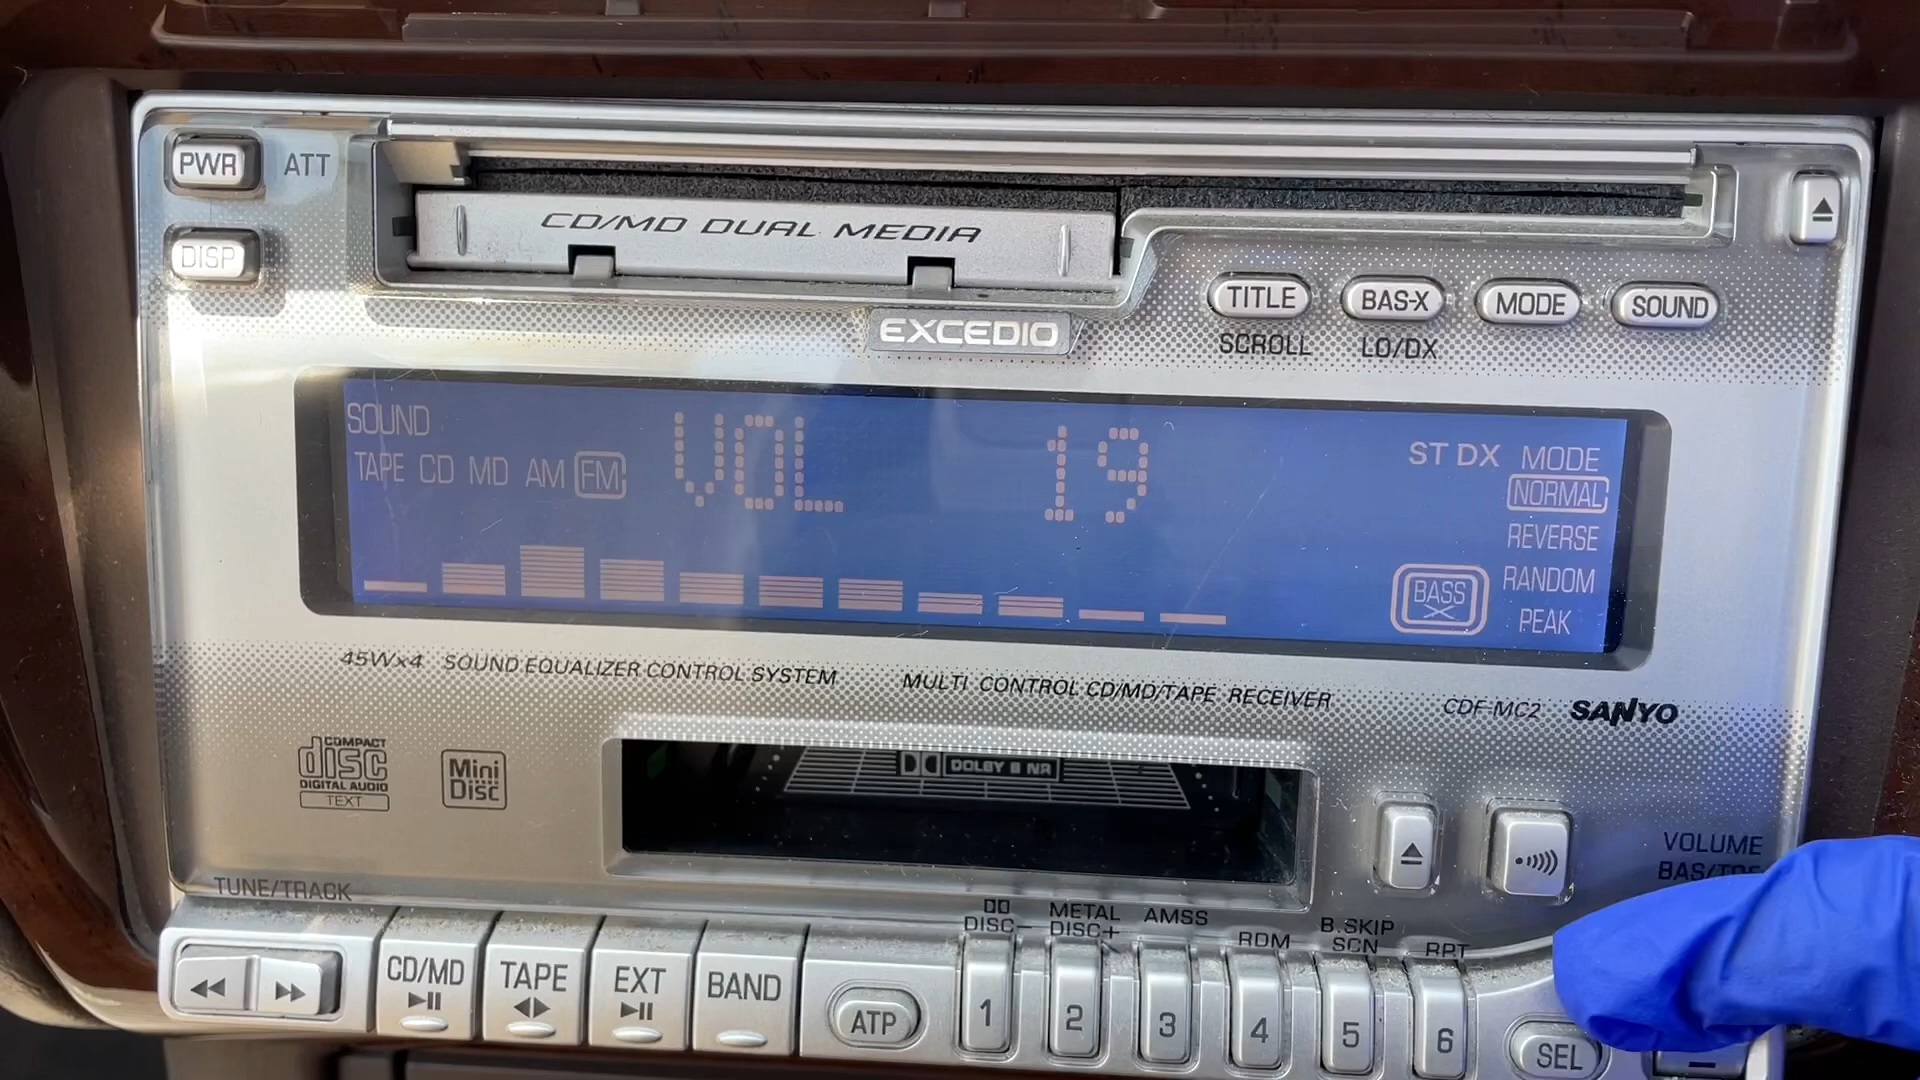 PWR ATT
DISP
CD/MD DUAL MEDIA
TITLE BAS-X MODE SOUND
SCROLL LO/DX
EXCEDIO
SOUND
TAPE CD MD AM FM
VOL 19
ST DX MODE
NORMAL
REVERSE
RANDOM
PEAK
BASS
45W×4 SOUND EQUALIZER CONTROL SYSTEM MULTI CONTROL CD/MD/TAPE RECEIVER CDF-MC2 SANYO
COMPACT
disc
DIGITAL AUDIO
TEXT
Mini
Disc
DOLBY B NR
VOLUME
TUNE/TRACK
DISC−
METAL
DISC+
AMSS
RDM
B.SKIP
SCN
RPT
CD/MD
TAPE
EXT
BAND
ATP
1 2 3 4 5 6
SEL